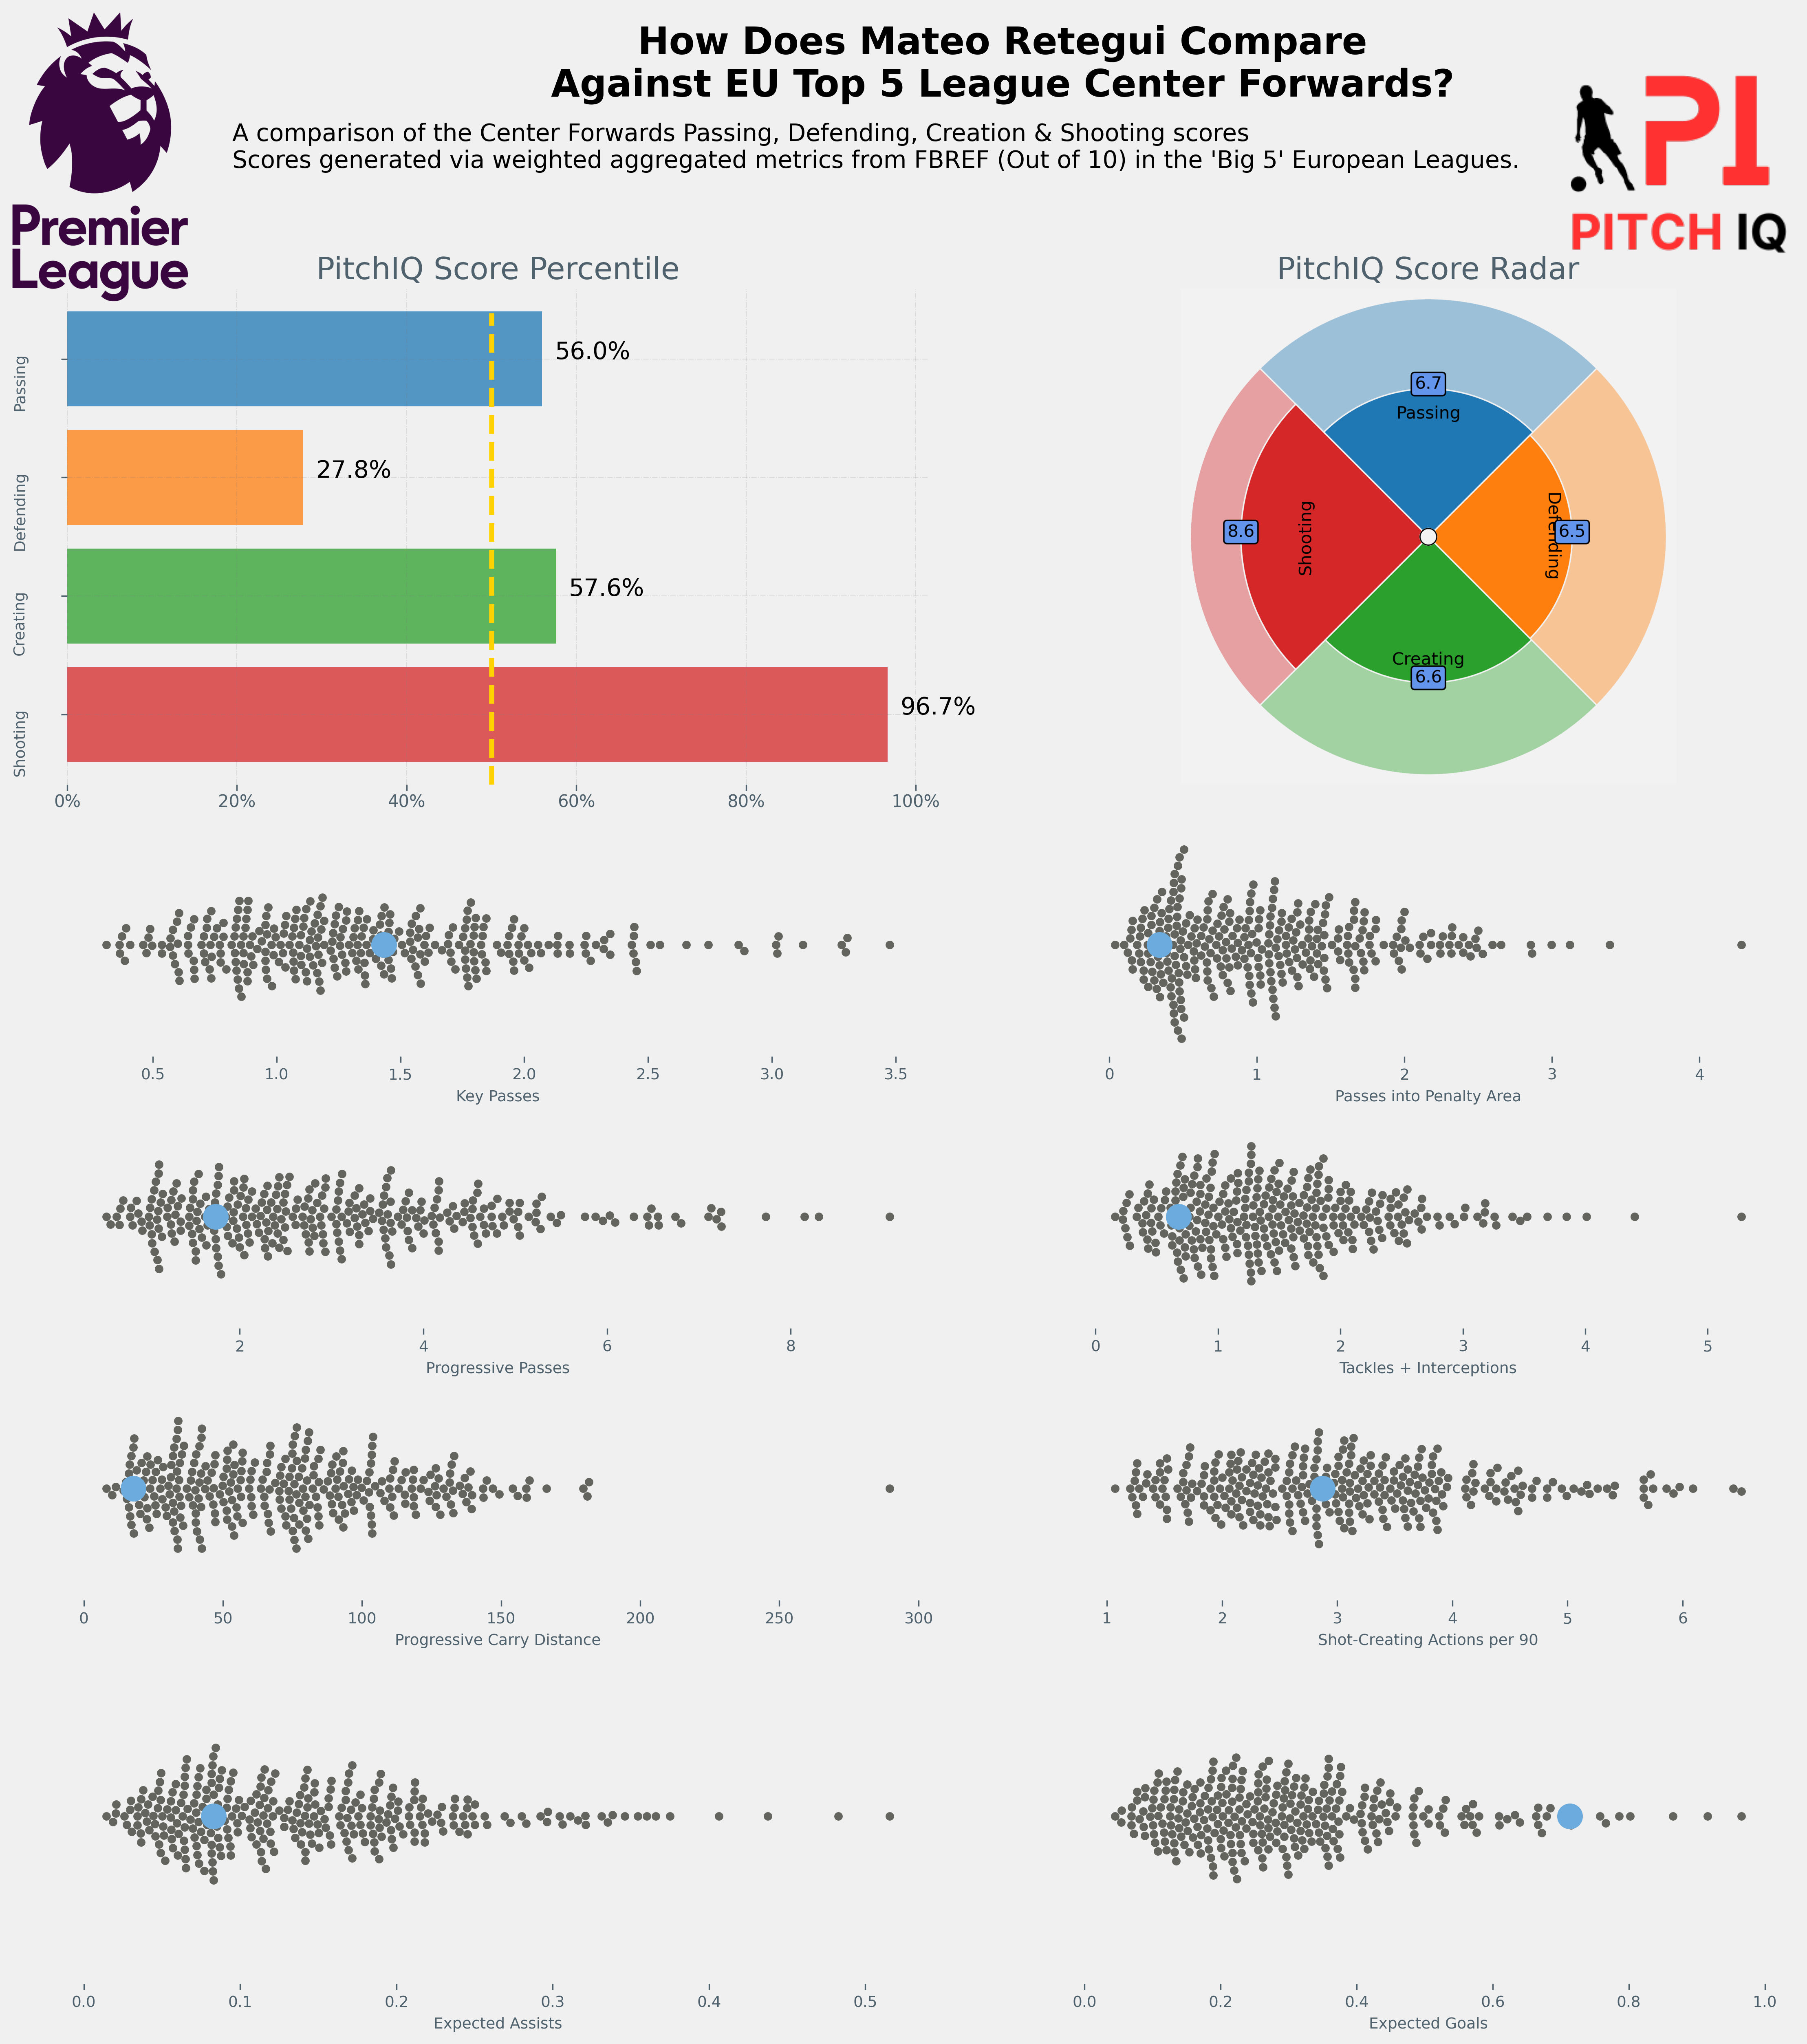 How Does Mateo Retegui Compare
Against EU Top 5 League Center Forwards?
A comparison of the Center Forwards Passing, Defending, Creation & Shooting scores
Scores generated via weighted aggregated metrics from FBREF (Out of 10) in the 'Big 5' European Leagues.
Premier
League
PI
PITCH IQ
PitchIQ Score Percentile
Passing
56.0%
Defending
27.8%
Creating
57.6%
Shooting
96.7%
0% 20% 40% 60% 80% 100%
PitchIQ Score Radar
6.7
Passing
8.6
Shooting
Defending
6.5
Creating
6.6
0.5 1.0 1.5 2.0 2.5 3.0 3.5
Key Passes
0 1 2 3 4
Passes into Penalty Area
2 4 6 8
Progressive Passes
0 1 2 3 4 5
Tackles + Interceptions
0 50 100 150 200 250 300
Progressive Carry Distance
1 2 3 4 5 6
Shot-Creating Actions per 90
0.0 0.1 0.2 0.3 0.4 0.5
Expected Assists
0.0 0.2 0.4 0.6 0.8 1.0
Expected Goals